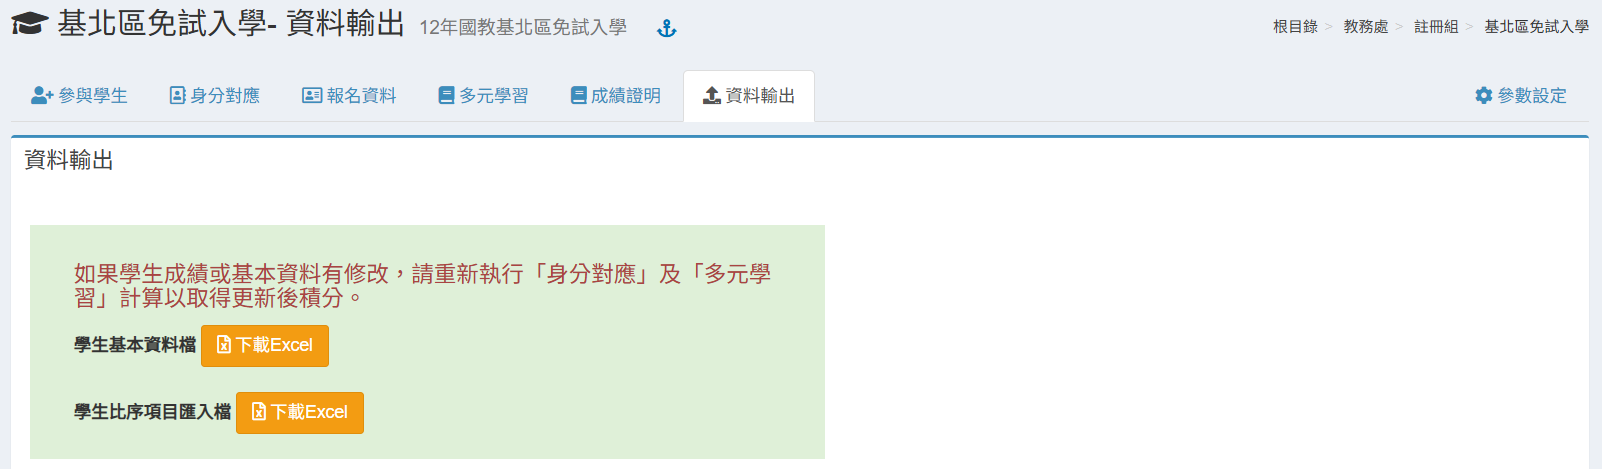 基北區免試入學- 資料輸出 12年國教基北區免試入學
根目錄 > 教務處 > 註冊組 > 基北區免試入學
參與學生 身分對應 報名資料 多元學習 成績證明 資料輸出 參數設定
資料輸出
如果學生成績或基本資料有修改，請重新執行「身分對應」及「多元學
習」計算以取得更新後積分。
學生基本資料檔 下載Excel
學生比序項目匯入檔 下載Excel